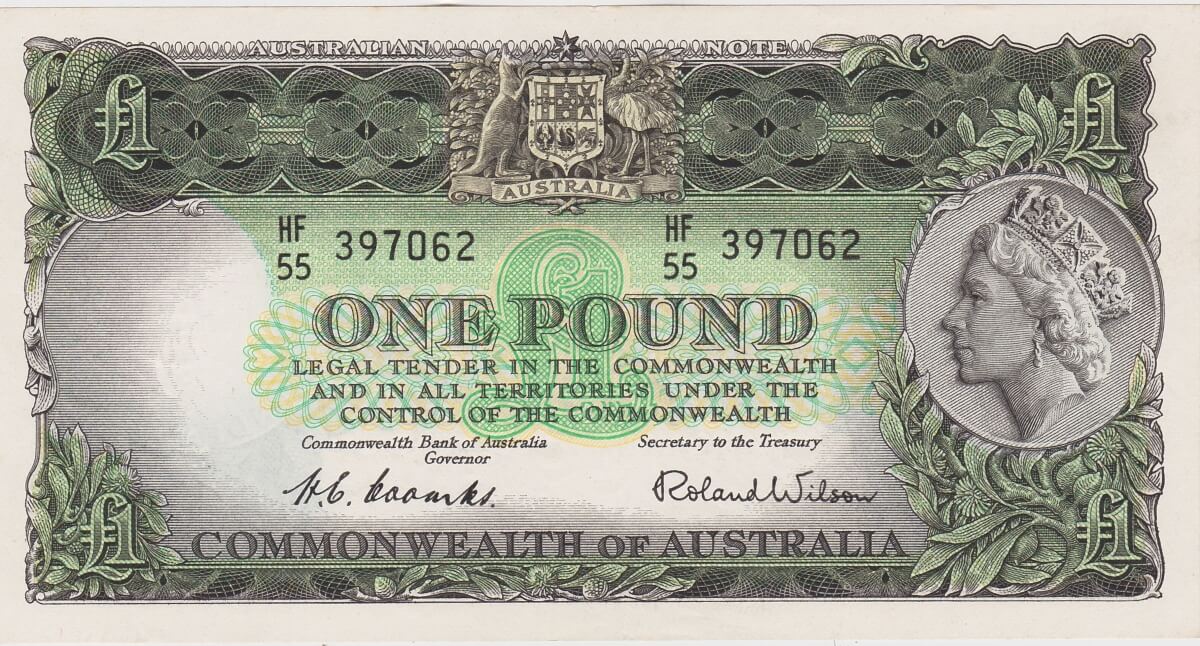 AUSTRALIAN NOTE
£1 £1
AUSTRALIA
HF 55 397062 HF 55 397062
ONE POUND
LEGAL TENDER IN THE COMMONWEALTH
AND IN ALL TERRITORIES UNDER THE
CONTROL OF THE COMMONWEALTH
Commonwealth Bank of Australia Secretary to the Treasury
Governor
H.C. Coombs. Roland Wilson
£1 £1
COMMONWEALTH OF AUSTRALIA